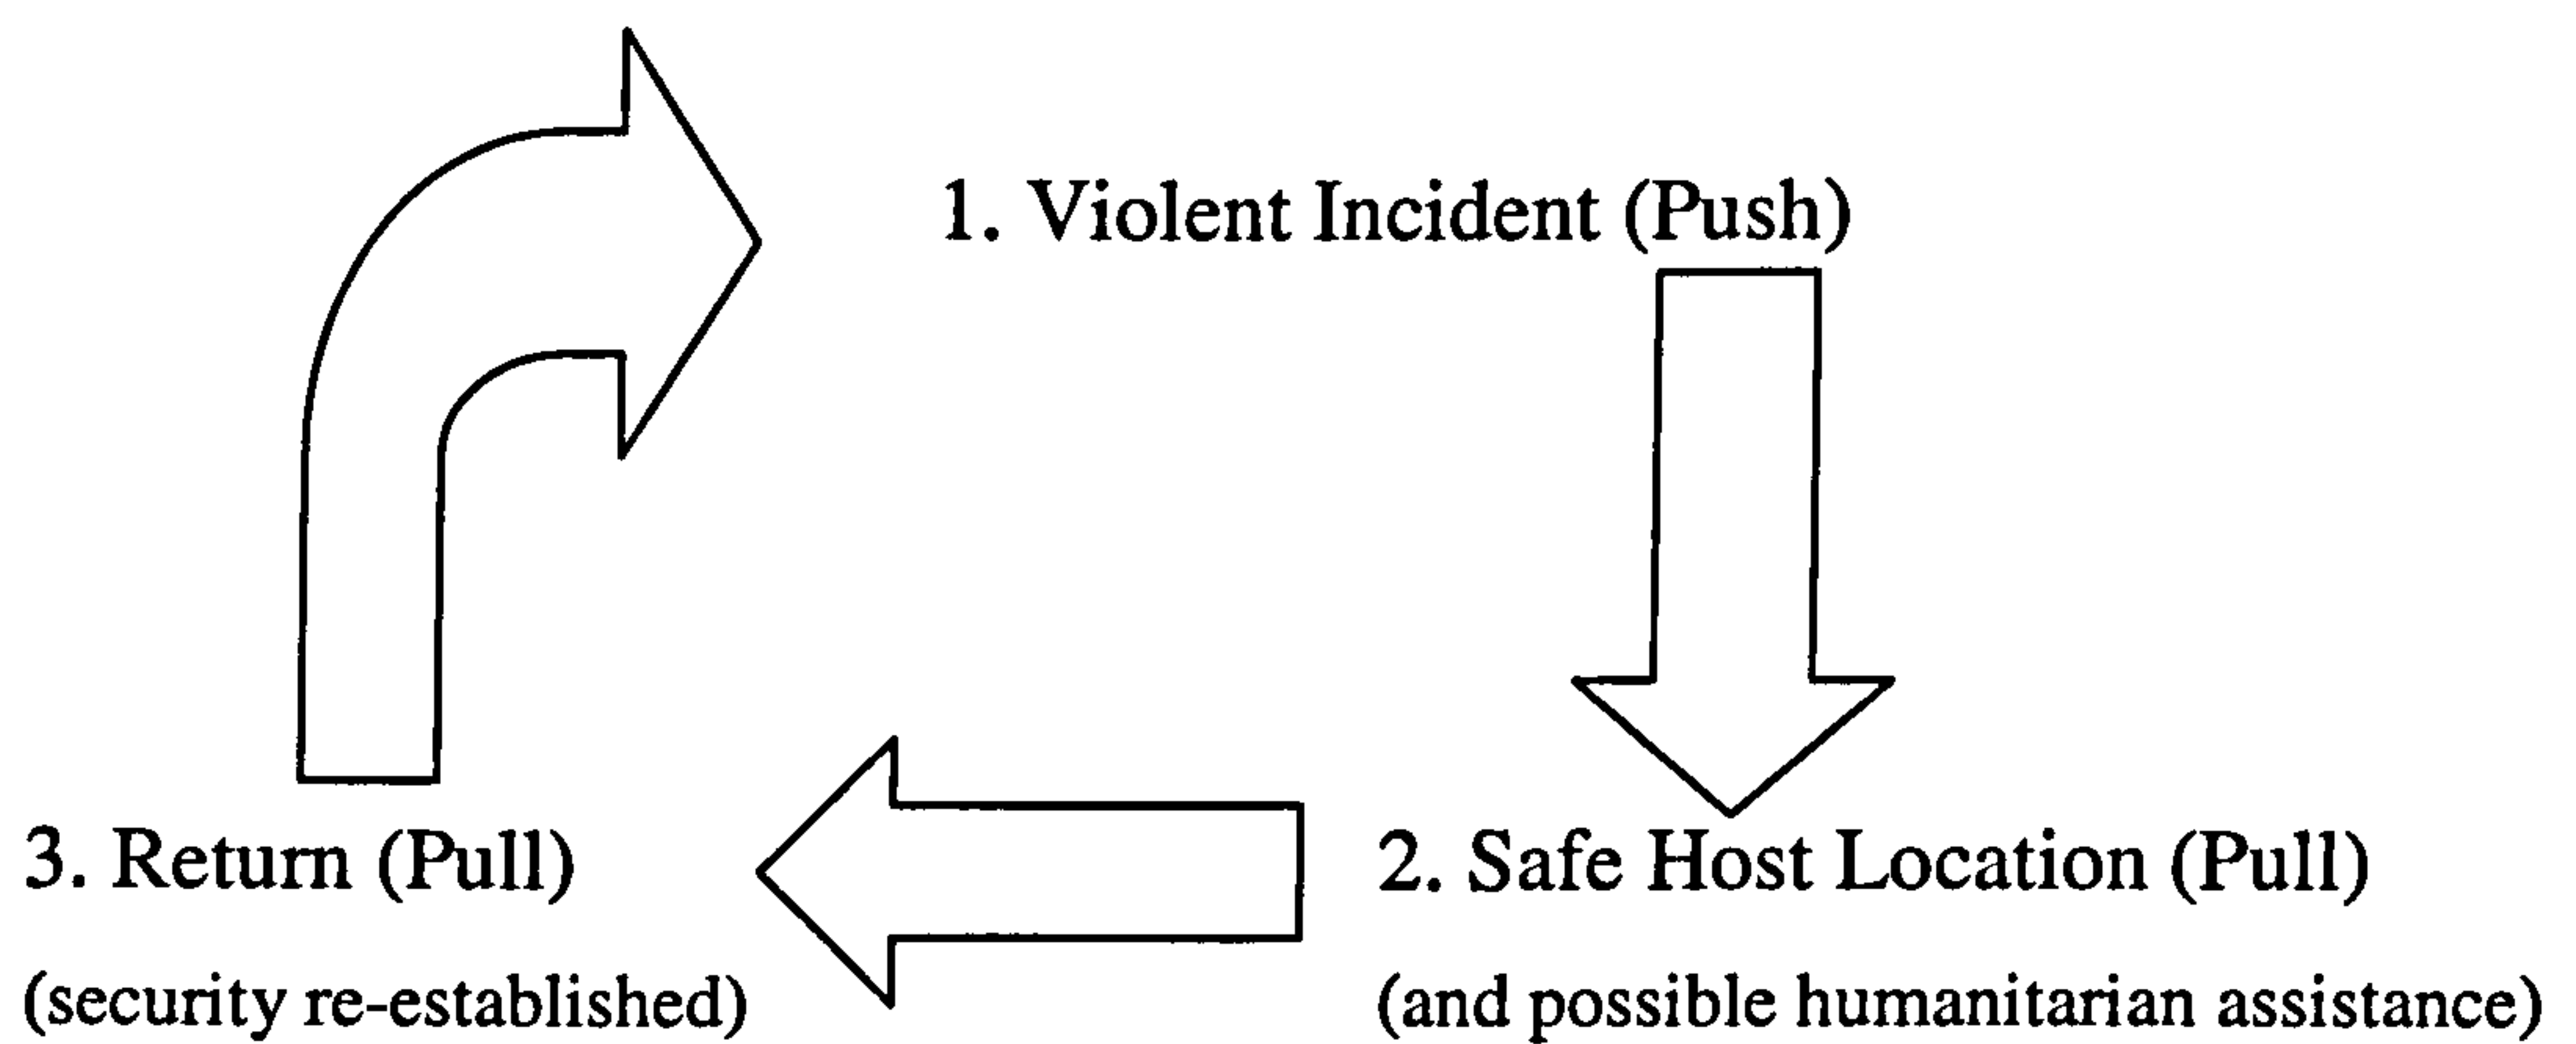 1. Violent Incident (Push)
3. Return (Pull)
(security re-established)
2. Safe Host Location (Pull)
(and possible humanitarian assistance)